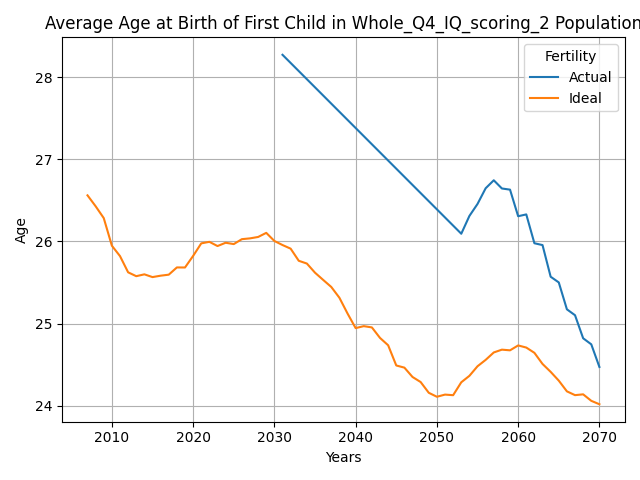 Average Age at Birth of First Child in Whole_Q4_IQ_scoring_2 Population
Fertility
Actual
Ideal
28
27
26
25
24
Age
2010 2020 2030 2040 2050 2060 2070
Years